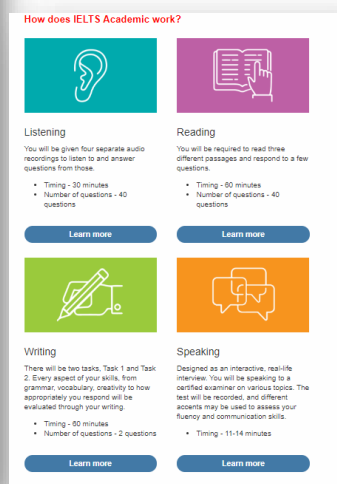 How does IELTS Academic work?
Listening
You will be given four separate audio
recordings to listen to and answer
questions from those.
Timing - 30 minutes
Number of questions - 40
questions
Learn more
Reading
You will be required to read three
different passages and respond to a few
questions.
Timing - 60 minutes
Number of questions - 40
questions
Learn more
Writing
There will be two tasks, Task 1 and Task
2. Every aspect of your skills, from
grammar, vocabulary, creativity to how
appropriately you respond will be
evaluated through your writing.
Timing - 60 minutes
Number of questions - 2 questions
Learn more
Speaking
Designed as an interactive, real-life
interview. You will be speaking to a
certified examiner on various topics. The
test will be recorded, and different
accents may be used to assess your
fluency and communication skills.
Timing - 11-14 minutes
Learn more